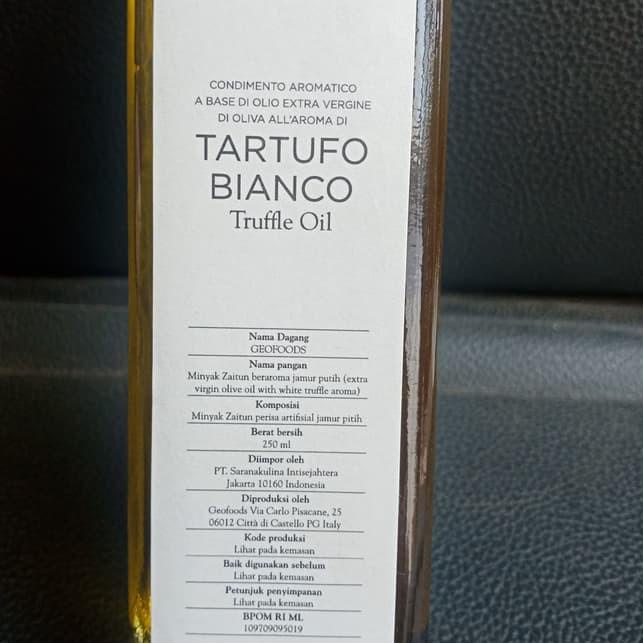 CONDIMENTO AROMATICO
A BASE DI OLIO EXTRA VERGINE
DI OLIVA ALL'AROMA DI
TARTUFO
BIANCO
Truffle Oil
Nama Dagang
GEOFOODS
Nama pangan
Minyak Zaitun beraroma jamur putih (extra
virgin olive oil with white truffle aroma)
Komposisi
Minyak Zaitun perisa artifisial jamur pitih
Berat bersih
250 ml
Diimpor oleh
PT. Saranakulina Intisejahtera
Jakarta 10160 Indonesia
Diproduksi oleh
Geofoods Via Carlo Pisacane, 25
06012 Città di Castello PG Italy
Kode produksi
Lihat pada kemasan
Baik digunakan sebelum
Lihat pada kemasan
Petunjuk penyimpanan
Lihat pada kemasan
BPOM RI ML
109709095019